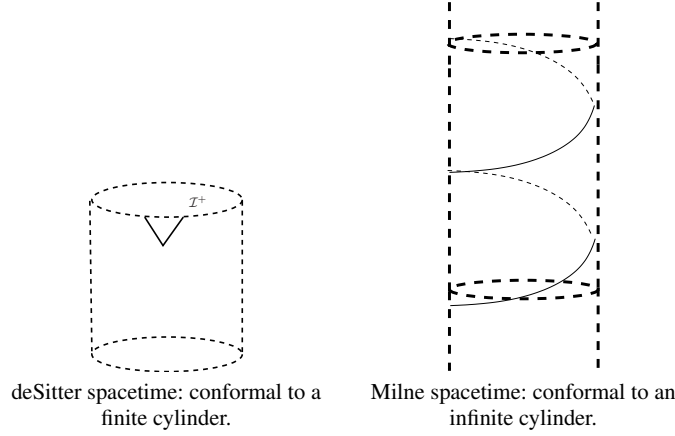 𝓘⁺
deSitter spacetime: conformal to a
finite cylinder.
Milne spacetime: conformal to an
infinite cylinder.